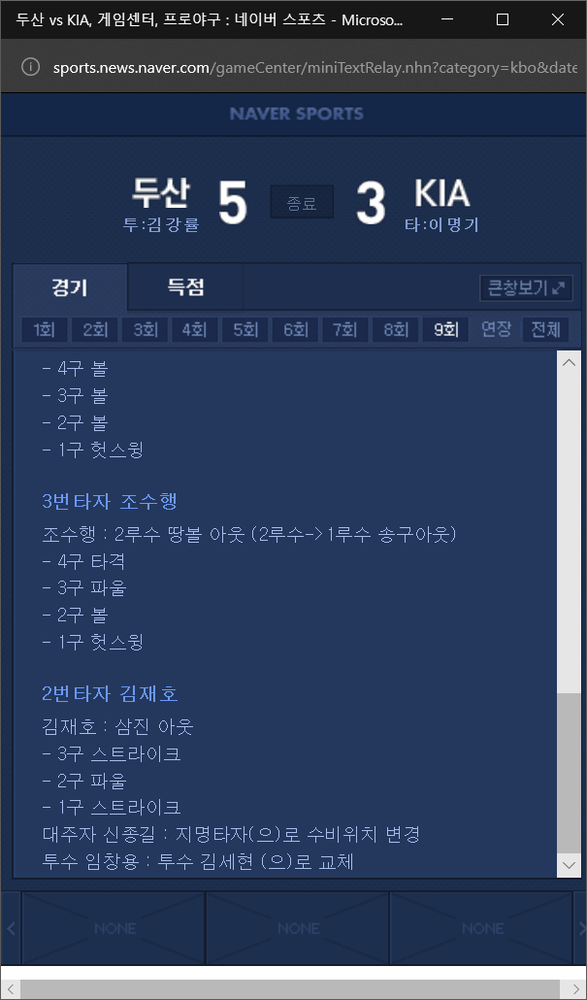 두산 vs KIA, 게임센터, 프로야구 : 네이버 스포츠 - Microso...
sports.news.naver.com/gameCenter/miniTextRelay.nhn?category=kbo&date
NAVER SPORTS
두산 5 종료 3 KIA
투:김강률 타:이명기
경기 득점 큰창보기
1회 2회 3회 4회 5회 6회 7회 8회 9회 연장 전체
- 4구 볼
- 3구 볼
- 2구 볼
- 1구 헛스윙
3번타자 조수행
조수행 : 2루수 땅볼 아웃 (2루수->1루수 송구아웃)
- 4구 타격
- 3구 파울
- 2구 볼
- 1구 헛스윙
2번타자 김재호
김재호 : 삼진 아웃
- 3구 스트라이크
- 2구 파울
- 1구 스트라이크
대주자 신종길 : 지명타자(으)로 수비위치 변경
투수 임창용 : 투수 김세현 (으)로 교체
NONE NONE NONE